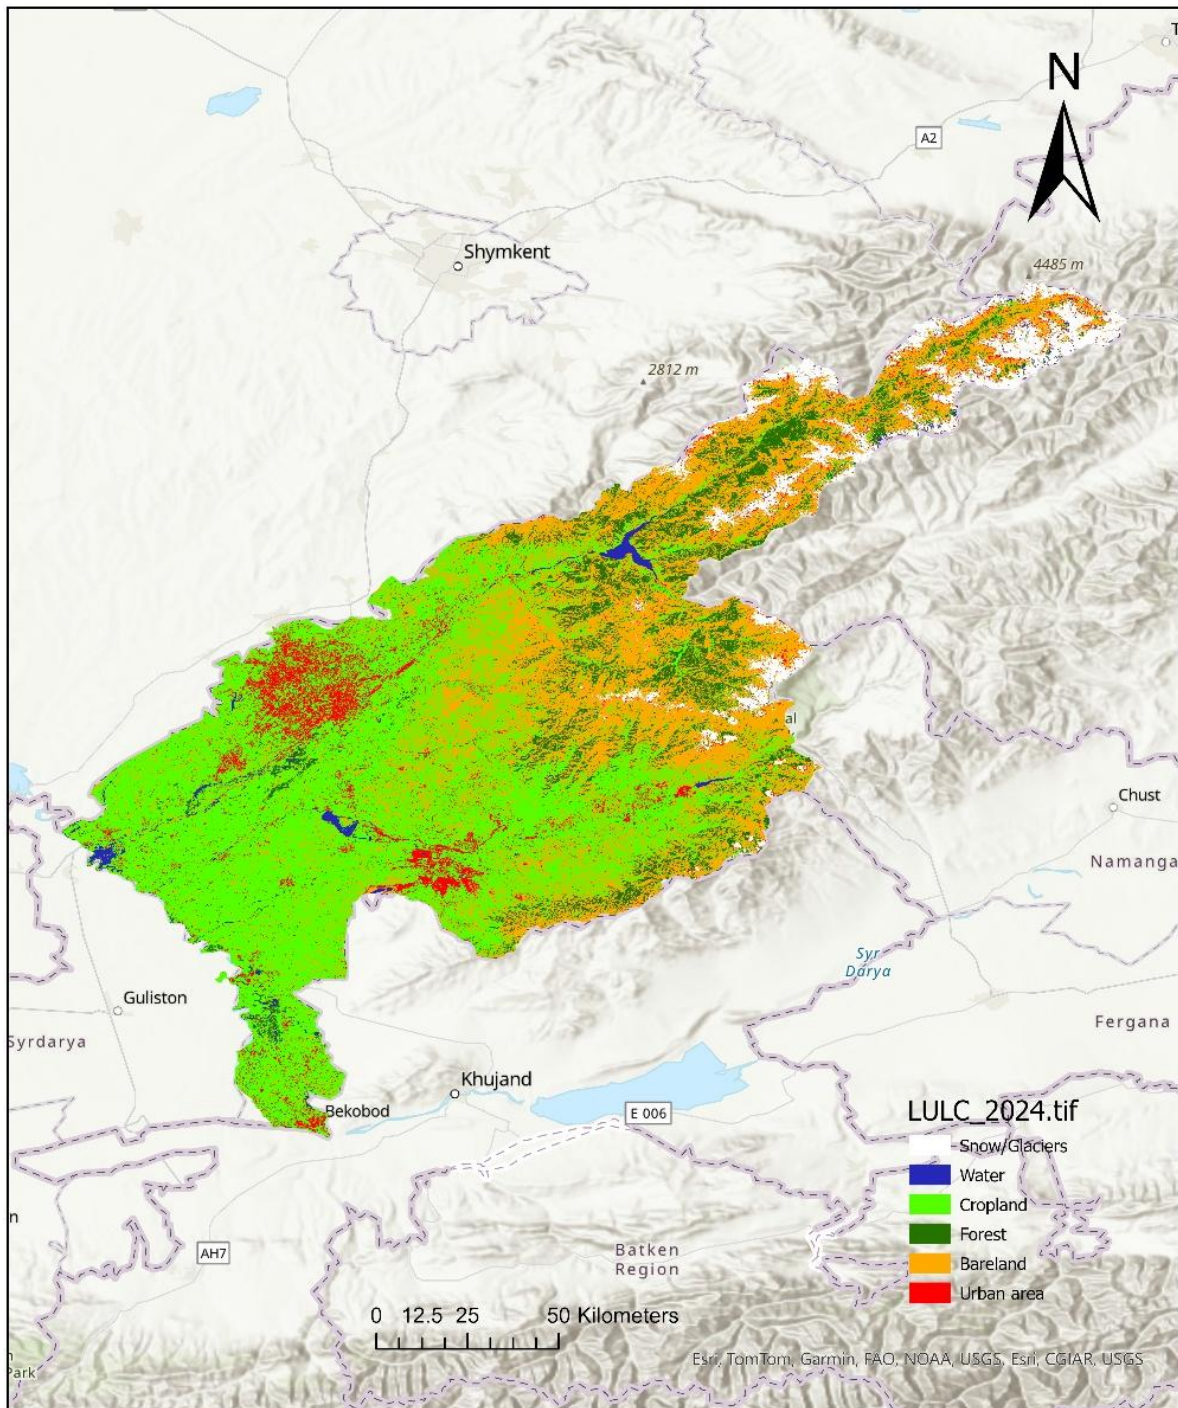 T
N
A2
Shymkent
4485 m
2812 m
al
Chust
Namanga
Syr
Darya
Guliston
Syrdarya
Fergana
Khujand
Bekobod
E 006
LULC_2024.tif
Snow/Glaciers
Water
Cropland
Forest
Bareland
Urban area
n
AH7
Batken
Region
0 12.5 25 50 Kilometers
n
Park
Esri, TomTom, Garmin, FAO, NOAA, USGS, Esri, CGIAR, USGS